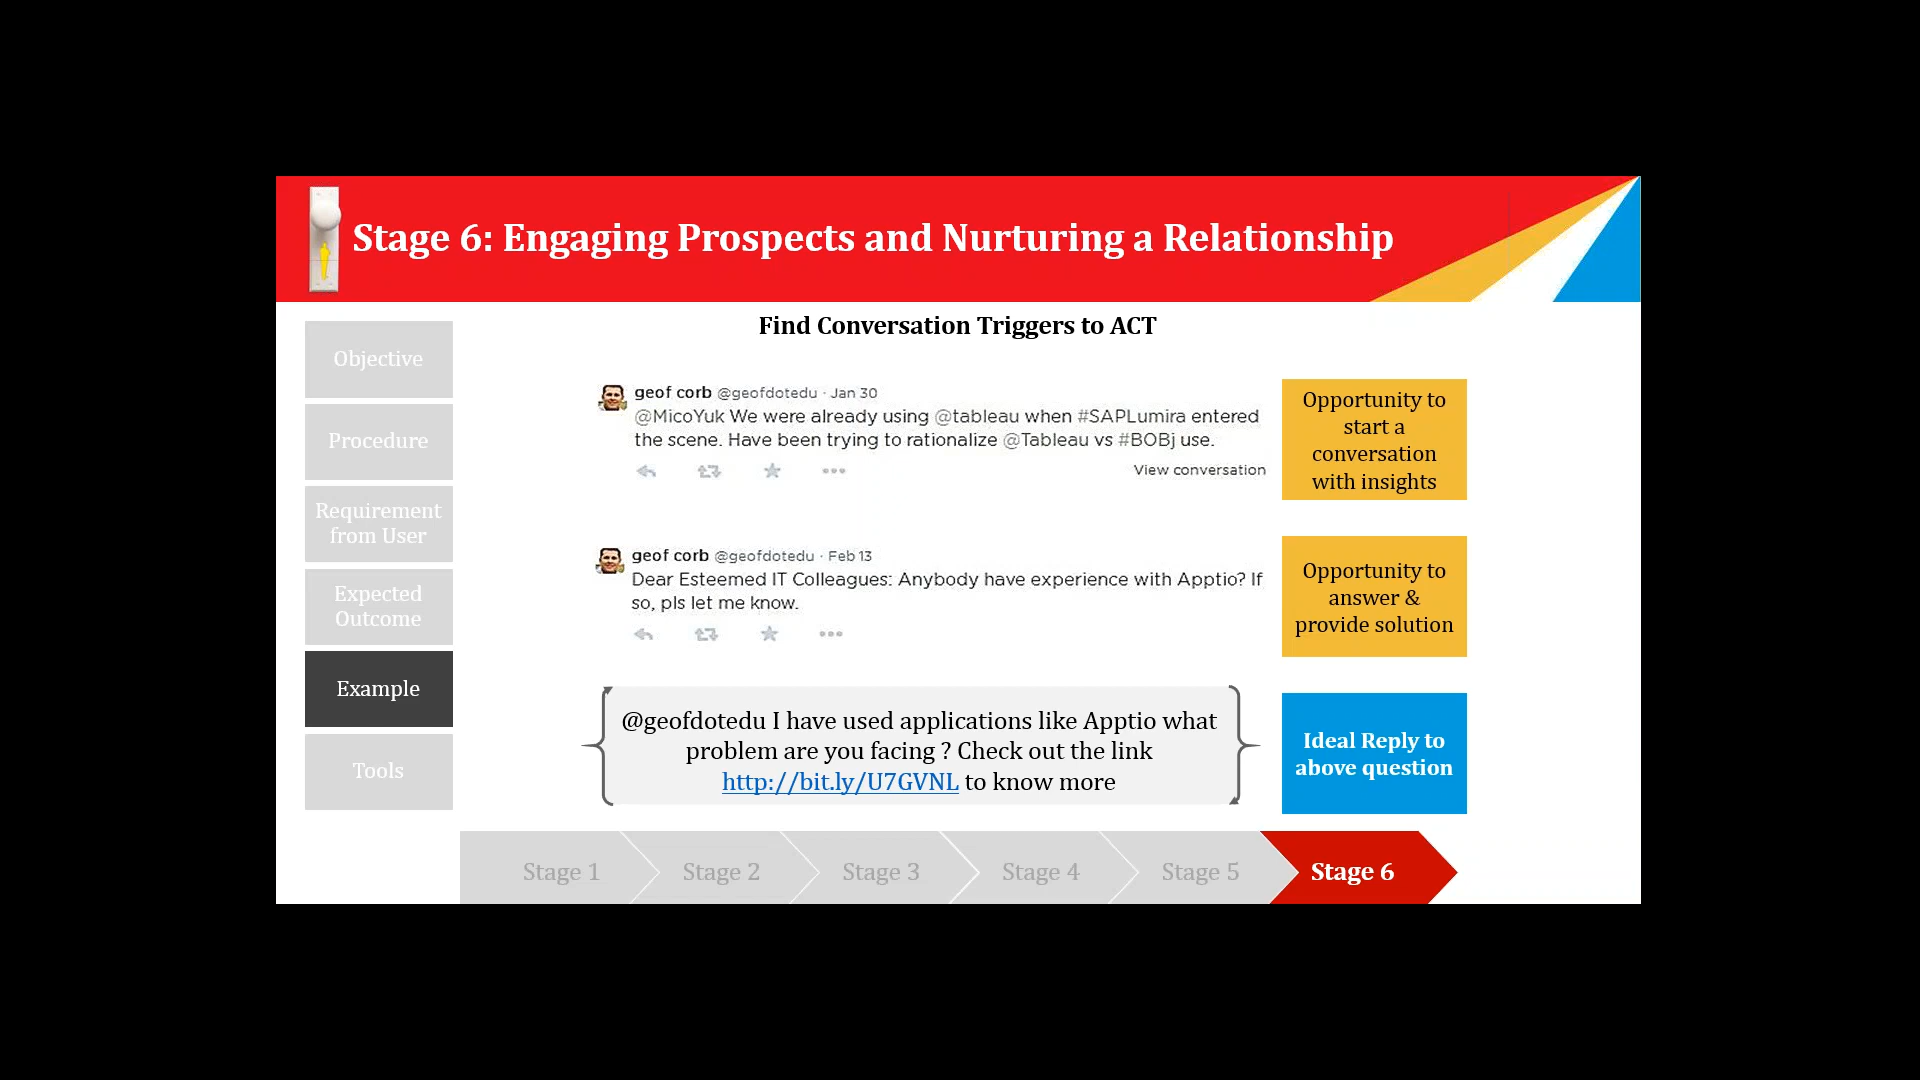 Stage 6: Engaging Prospects and Nurturing a Relationship
Find Conversation Triggers to ACT
Objective
Procedure
Requirement
from User
Expected
Outcome
Example
Tools
geof corb @geofdotedu · Jan 30
@MicoYuk We were already using @tableau when #SAPLumira entered
the scene. Have been trying to rationalize @Tableau vs #BOBj use.
View conversation
Opportunity to
start a
conversation
with insights
geof corb @geofdotedu · Feb 13
Dear Esteemed IT Colleagues: Anybody have experience with Apptio? If
so, pls let me know.
Opportunity to
answer &
provide solution
@geofdotedu I have used applications like Apptio what
problem are you facing ? Check out the link
http://bit.ly/U7GVNL to know more
Ideal Reply to
above question
Stage 1
Stage 2
Stage 3
Stage 4
Stage 5
Stage 6